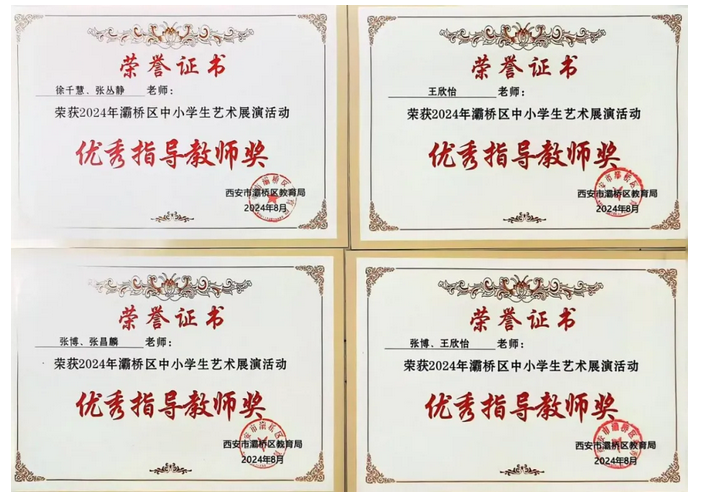 荣誉证书
徐千慧、张丛静 老师：
荣获2024年灞桥区中小学生艺术展演活动
优秀指导教师奖
西安市灞桥区教育局
2024年8月
荣誉证书
王欣怡 老师：
荣获2024年灞桥区中小学生艺术展演活动
优秀指导教师奖
西安市灞桥区教育局
2024年8月
荣誉证书
张博、张昌麟 老师：
荣获2024年灞桥区中小学生艺术展演活动
优秀指导教师奖
西安市灞桥区教育局
2024年8月
荣誉证书
张博、王欣怡 老师：
荣获2024年灞桥区中小学生艺术展演活动
优秀指导教师奖
西安市灞桥区教育局
2024年8月